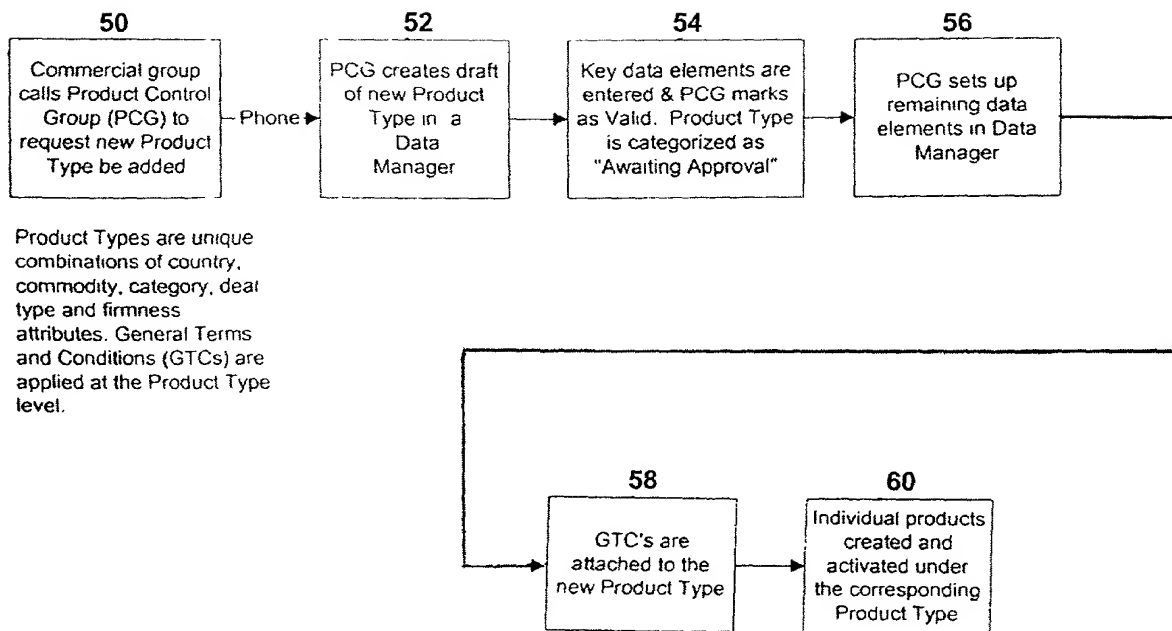 50
Commercial group
calls Product Control
Group (PCG) to
request new Product
Type be added
Phone
52
PCG creates draft
of new Product
Type in a
Data
Manager
54
Key data elements are
entered & PCG marks
as Valid. Product Type
is categorized as
"Awaiting Approval"
56
PCG sets up
remaining data
elements in Data
Manager
Product Types are unique
combinations of country,
commodity, category, deal
type and firmness
attributes. General Terms
and Conditions (GTCs) are
applied at the Product Type
level.
58
GTC's are
attached to the
new Product Type
60
Individual products
created and
activated under
the corresponding
Product Type